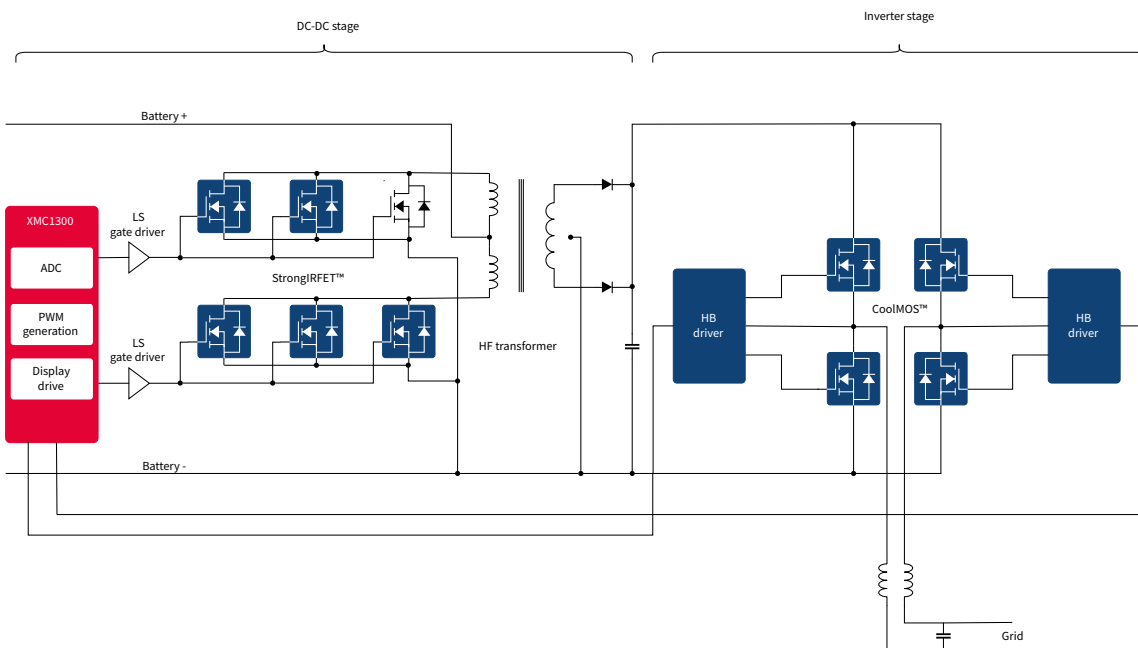 DC-DC stage
Inverter stage
Battery +
XMC1300
ADC
PWM
generation
Display
drive
LS
gate driver
StrongIRFET™
LS
gate driver
HF transformer
HB
driver
CoolMOS™
HB
driver
Battery -
Grid